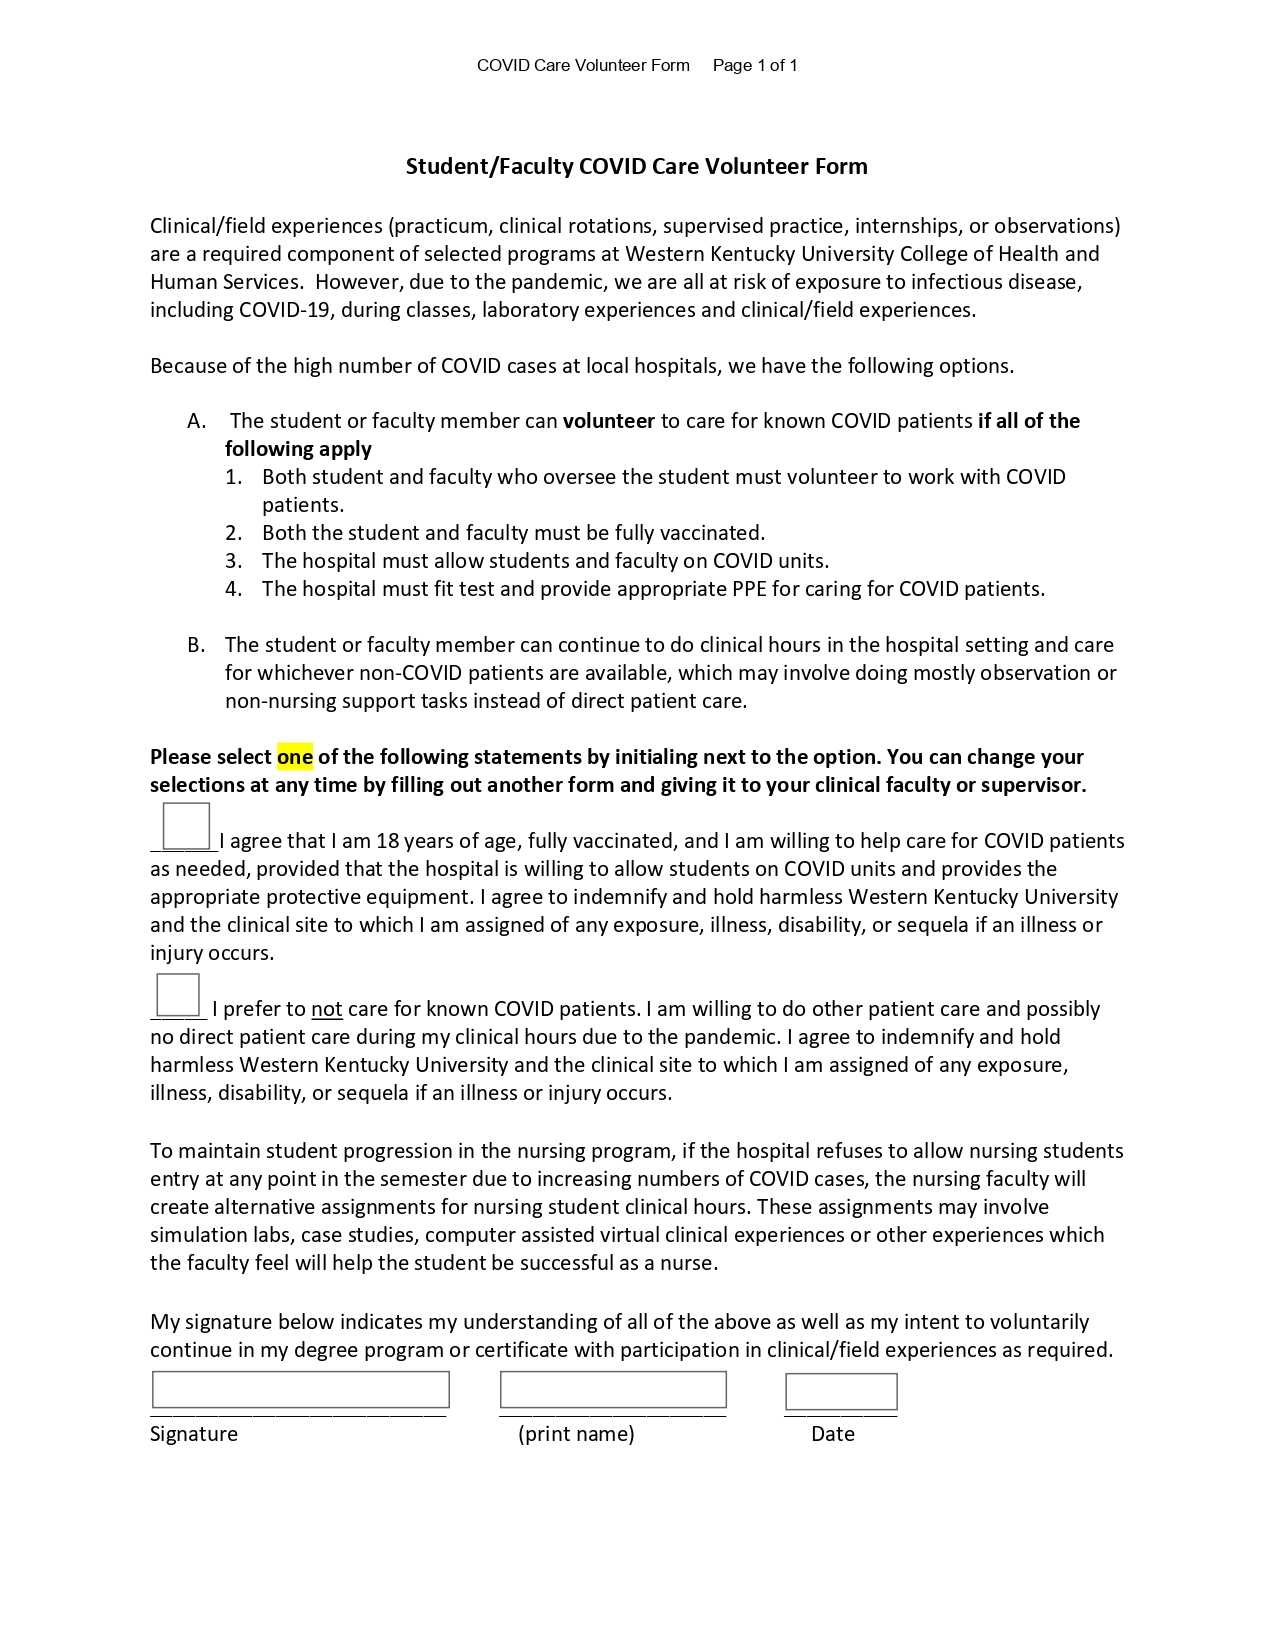 COVID Care Volunteer Form Page 1 of 1
Student/Faculty COVID Care Volunteer Form
Clinical/field experiences (practicum, clinical rotations, supervised practice, internships, or observations)
are a required component of selected programs at Western Kentucky University College of Health and
Human Services. However, due to the pandemic, we are all at risk of exposure to infectious disease,
including COVID-19, during classes, laboratory experiences and clinical/field experiences.
Because of the high number of COVID cases at local hospitals, we have the following options.
A. The student or faculty member can volunteer to care for known COVID patients if all of the
following apply
1. Both student and faculty who oversee the student must volunteer to work with COVID
patients.
2. Both the student and faculty must be fully vaccinated.
3. The hospital must allow students and faculty on COVID units.
4. The hospital must fit test and provide appropriate PPE for caring for COVID patients.
B. The student or faculty member can continue to do clinical hours in the hospital setting and care
for whichever non-COVID patients are available, which may involve doing mostly observation or
non-nursing support tasks instead of direct patient care.
Please select one of the following statements by initialing next to the option. You can change your
selections at any time by filling out another form and giving it to your clinical faculty or supervisor.
______I agree that I am 18 years of age, fully vaccinated, and I am willing to help care for COVID patients
as needed, provided that the hospital is willing to allow students on COVID units and provides the
appropriate protective equipment. I agree to indemnify and hold harmless Western Kentucky University
and the clinical site to which I am assigned of any exposure, illness, disability, or sequela if an illness or
injury occurs.
_____ I prefer to not care for known COVID patients. I am willing to do other patient care and possibly
no direct patient care during my clinical hours due to the pandemic. I agree to indemnify and hold
harmless Western Kentucky University and the clinical site to which I am assigned of any exposure,
illness, disability, or sequela if an illness or injury occurs.
To maintain student progression in the nursing program, if the hospital refuses to allow nursing students
entry at any point in the semester due to increasing numbers of COVID cases, the nursing faculty will
create alternative assignments for nursing student clinical hours. These assignments may involve
simulation labs, case studies, computer assisted virtual clinical experiences or other experiences which
the faculty feel will help the student be successful as a nurse.
My signature below indicates my understanding of all of the above as well as my intent to voluntarily
continue in my degree program or certificate with participation in clinical/field experiences as required.
__________________________ ____________________ __________
Signature (print name) Date